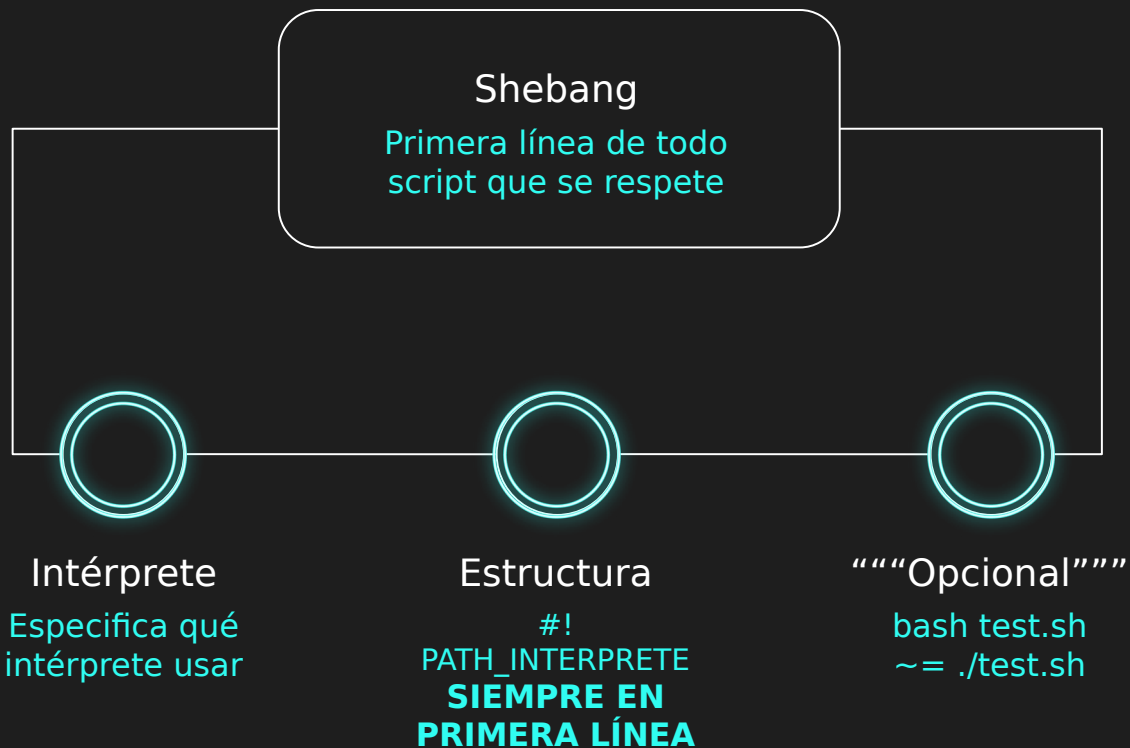 Shebang
Primera línea de todo
script que se respete
Intérprete
Especifica qué
intérprete usar
Estructura
#!
PATH_INTERPRETE
SIEMPRE EN
PRIMERA LÍNEA
“““Opcional”””
bash test.sh
~= ./test.sh